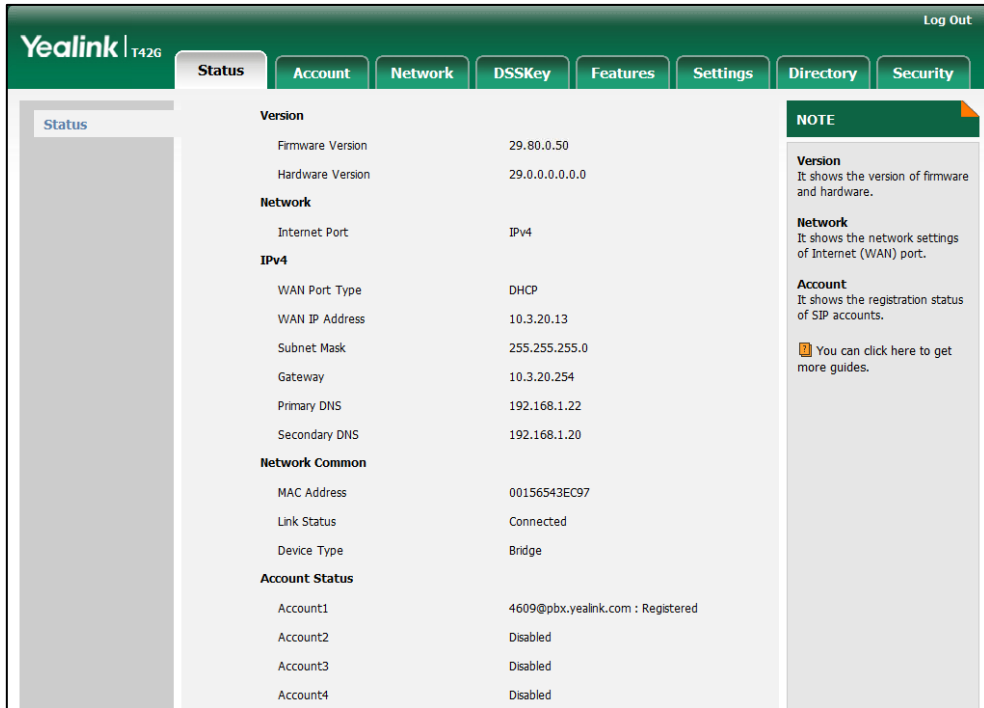 Log Out
Yealink T42G
Status Account Network DSSKey Features Settings Directory Security
Status
Version
Firmware Version 29.80.0.50
Hardware Version 29.0.0.0.0.0.0
Network
Internet Port IPv4
IPv4
WAN Port Type DHCP
WAN IP Address 10.3.20.13
Subnet Mask 255.255.255.0
Gateway 10.3.20.254
Primary DNS 192.168.1.22
Secondary DNS 192.168.1.20
Network Common
MAC Address 00156543EC97
Link Status Connected
Device Type Bridge
Account Status
Account1 4609@pbx.yealink.com : Registered
Account2 Disabled
Account3 Disabled
Account4 Disabled
NOTE
Version
It shows the version of firmware
and hardware.
Network
It shows the network settings
of Internet (WAN) port.
Account
It shows the registration status
of SIP accounts.
? You can click here to get
more guides.